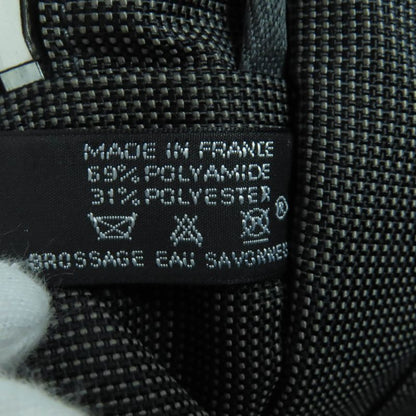 MADE IN FRANCE
69% POLYAMIDE
31% POLYESTER
®
BROSSAGE EAU SAVONNEE